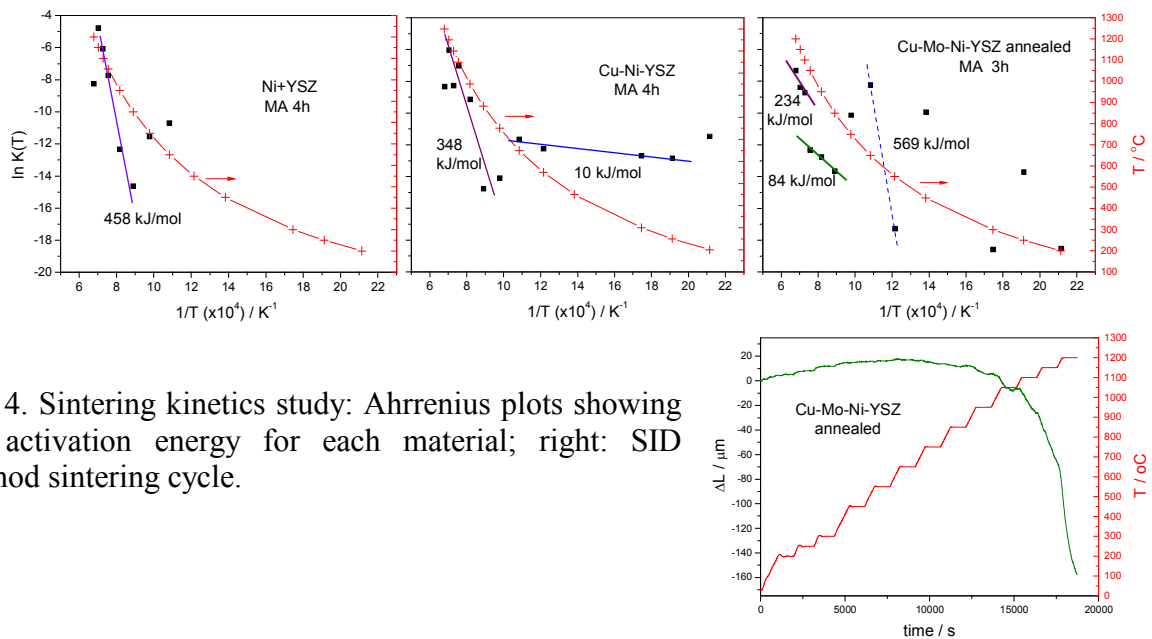 -4
-6
-8
-10
-12
-14
-16
-18
-20
ln K(T)
Ni+YSZ
MA 4h
458 kJ/mol
6 8 10 12 14 16 18 20 22
1/T (x10⁴) / K⁻¹
Cu-Ni-YSZ
MA 4h
348
kJ/mol
10 kJ/mol
6 8 10 12 14 16 18 20 22
1/T (x10⁴) / K⁻¹
Cu-Mo-Ni-YSZ annealed
MA 3h
234
kJ/mol
569 kJ/mol
84 kJ/mol
6 8 10 12 14 16 18 20 22
1/T (x10⁴) / K⁻¹
1300
1200
1100
1000
900
800
700
600
500
400
300
200
100
T / °C
4. Sintering kinetics study: Ahrrenius plots showing
activation energy for each material; right: SID
nod sintering cycle.
20
0
-20
-40
-60
-80
-100
-120
-140
-160
ΔL / μm
Cu-Mo-Ni-YSZ
annealed
0 5000 10000 15000 20000
time / s
1300
1200
1100
1000
900
800
700
600
500
400
300
200
100
0
T / oC